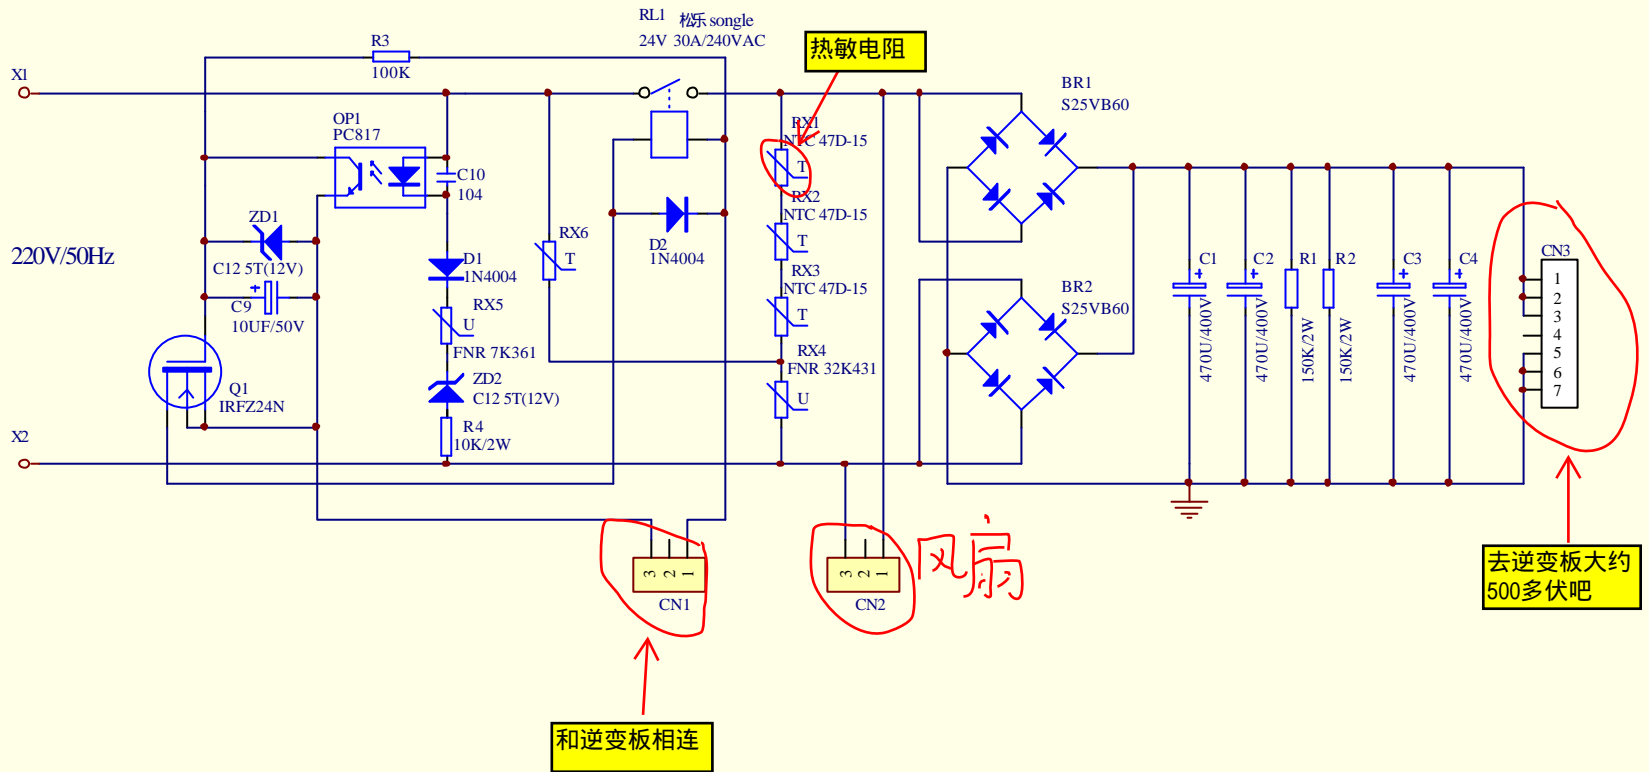 RL1 松乐 songle
24V 30A/240VAC
热敏电阻
R3
100K
X1
BR1
S25VB60
OP1
PC817
RX1
NTC 47D-15
T
C10
104
RX2
NTC 47D-15
T
ZD1
C12 5T(12V)
220V/50Hz
D1
1N4004
RX6
T
D2
1N4004
RX3
NTC 47D-15
T
BR2
S25VB60
C9
10UF/50V
RX5
U
FNR 7K361
RX4
FNR 32K431
U
ZD2
C12 5T(12V)
Q1
IRFZ24N
R4
10K/2W
X2
C1
470U/400V
C2
470U/400V
R1
150K/2W
R2
150K/2W
C3
470U/400V
C4
470U/400V
CN3
1
2
3
4
5
6
7
3 2 1
CN1
3 2 1
CN2
风扇
去逆变板大约
500多伏吧
和逆变板相连